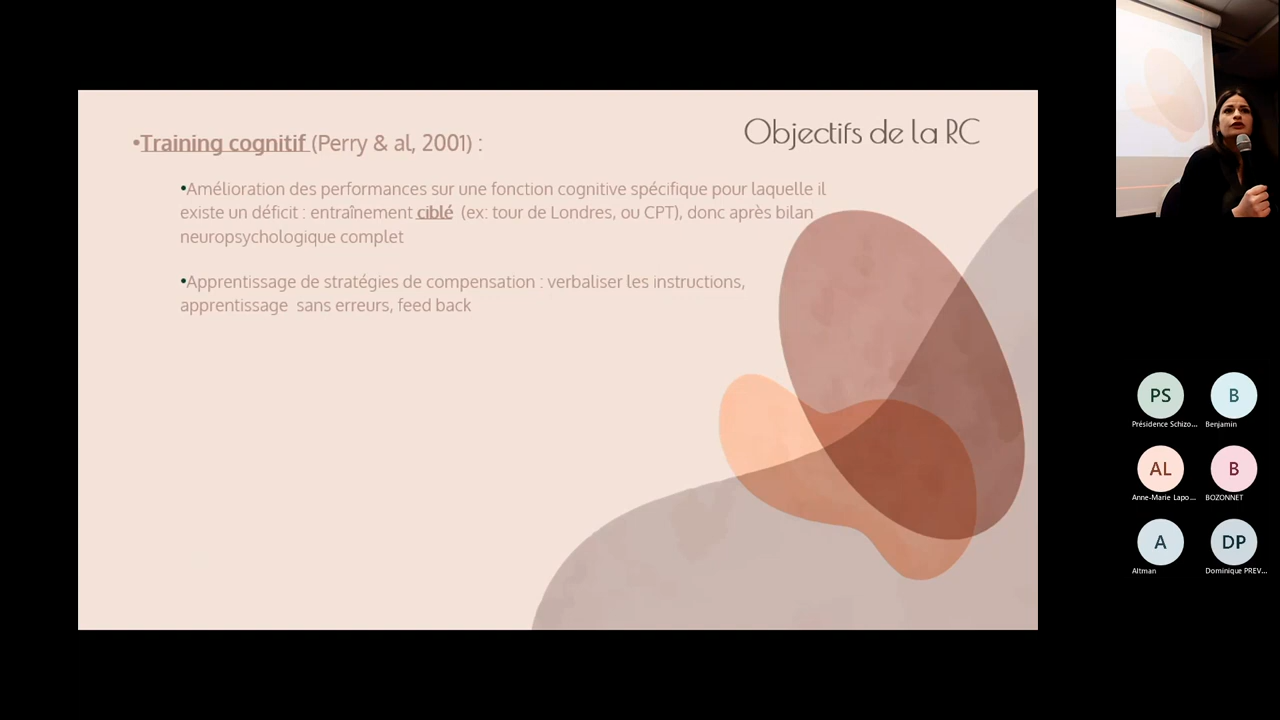 Objectifs de la RC
•Training cognitif (Perry & al, 2001) :
•Amélioration des performances sur une fonction cognitive spécifique pour laquelle il
existe un déficit : entraînement ciblé (ex: tour de Londres, ou CPT), donc après bilan
neuropsychologique complet
•Apprentissage de stratégies de compensation : verbaliser les instructions,
apprentissage sans erreurs, feed back
PS
Présidence Schizo...
B
Benjamin
AL
Anne-Marie Lapo...
B
BOZONNET
A
Altman
DP
Dominique PREV...